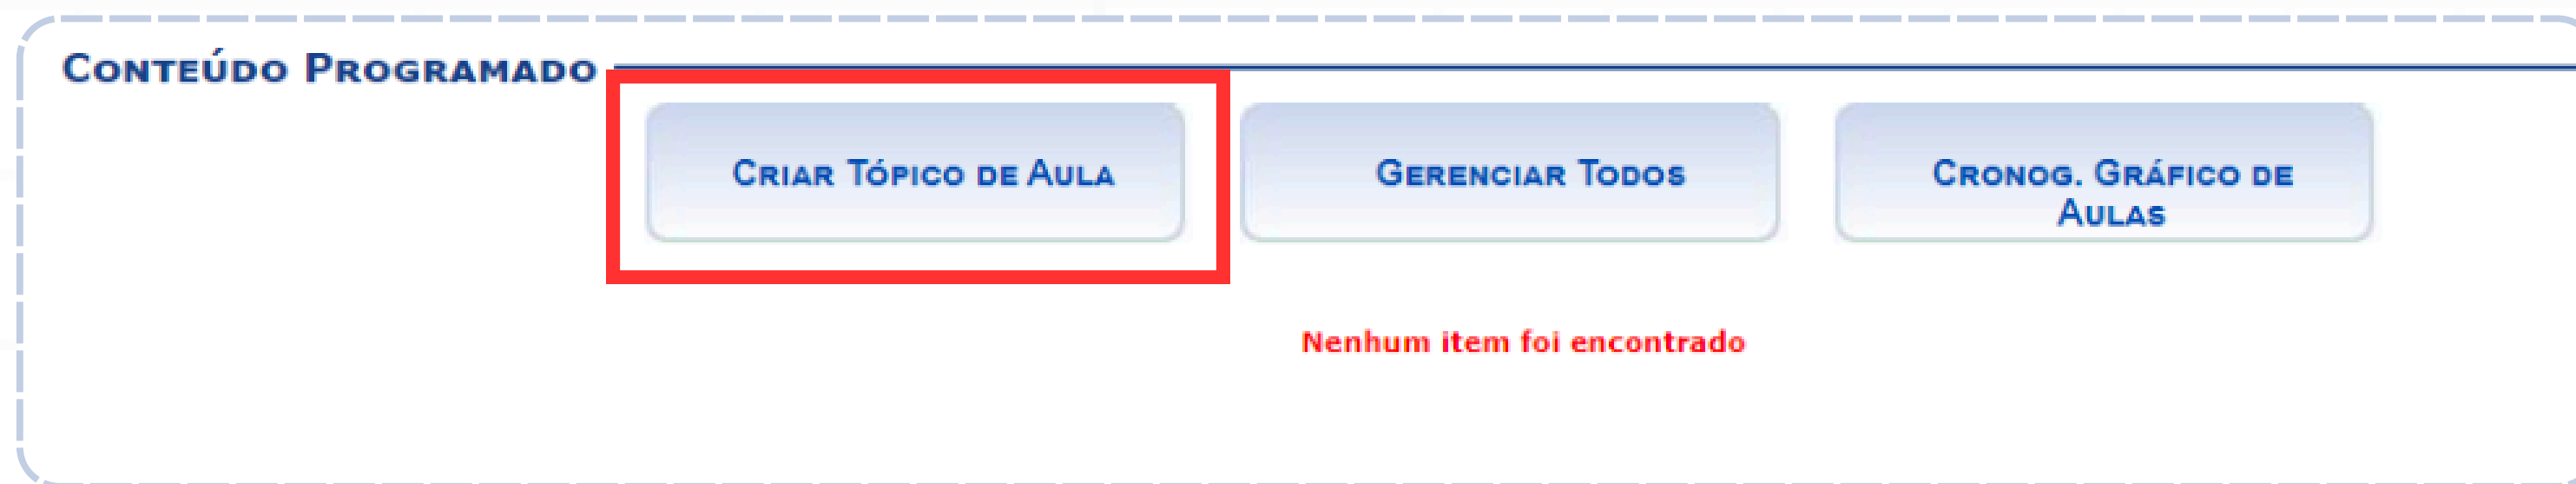 Conteúdo Programado
Criar Tópico de Aula
Gerenciar Todos
Cronog. Gráfico de
Aulas
Nenhum item foi encontrado